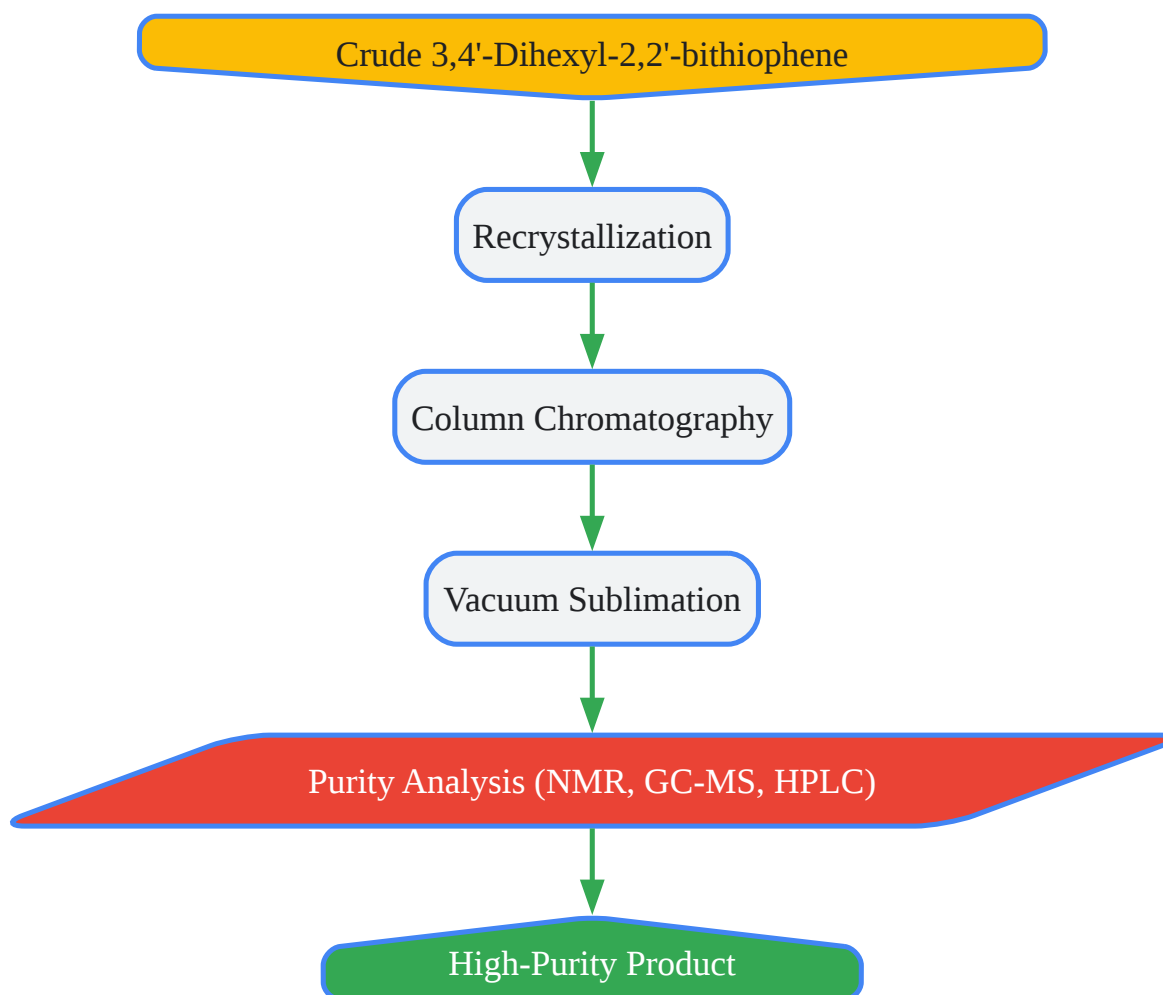 Crude 3,4'-Dihexyl-2,2'-bithiophene
Recrystallization
Column Chromatography
Vacuum Sublimation
Purity Analysis (NMR, GC-MS, HPLC)
High-Purity Product